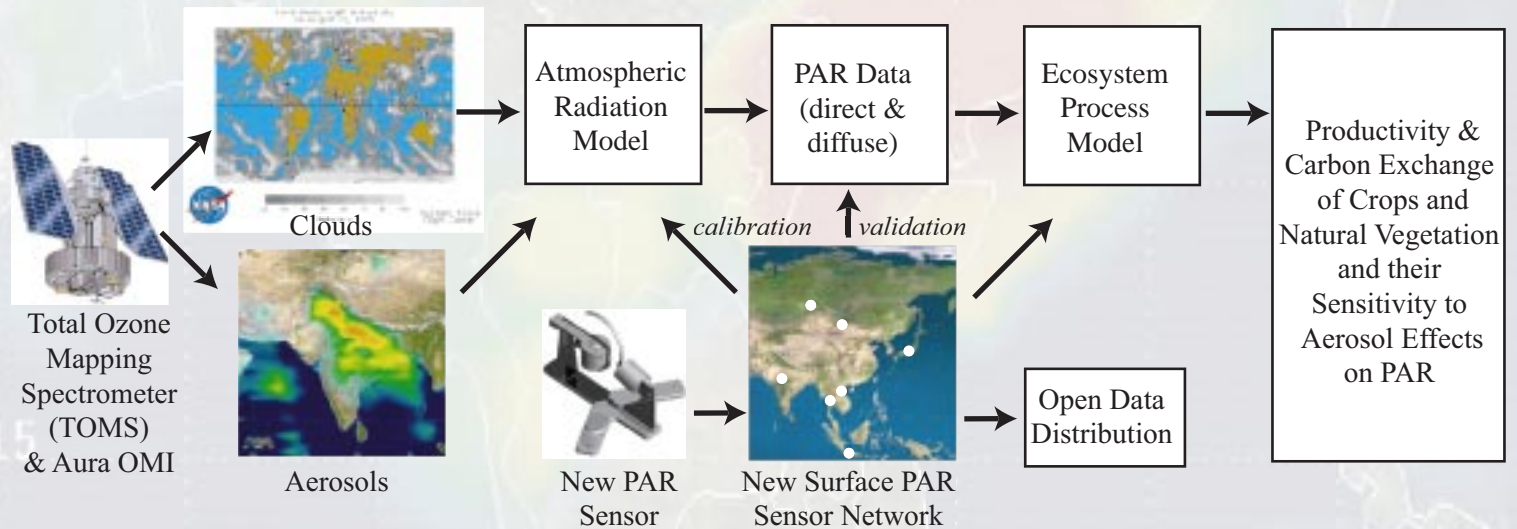 Clouds
Total Ozone
Mapping
Spectrometer
(TOMS)
& Aura OMI
Aerosols
Atmospheric
Radiation
Model
PAR Data
(direct &
diffuse)
Ecosystem
Process
Model
Productivity &
Carbon Exchange
of Crops and
Natural Vegetation
and their
Sensitivity to
Aerosol Effects
on PAR
calibration
validation
New PAR
Sensor
New Surface PAR
Sensor Network
Open Data
Distribution
NASA